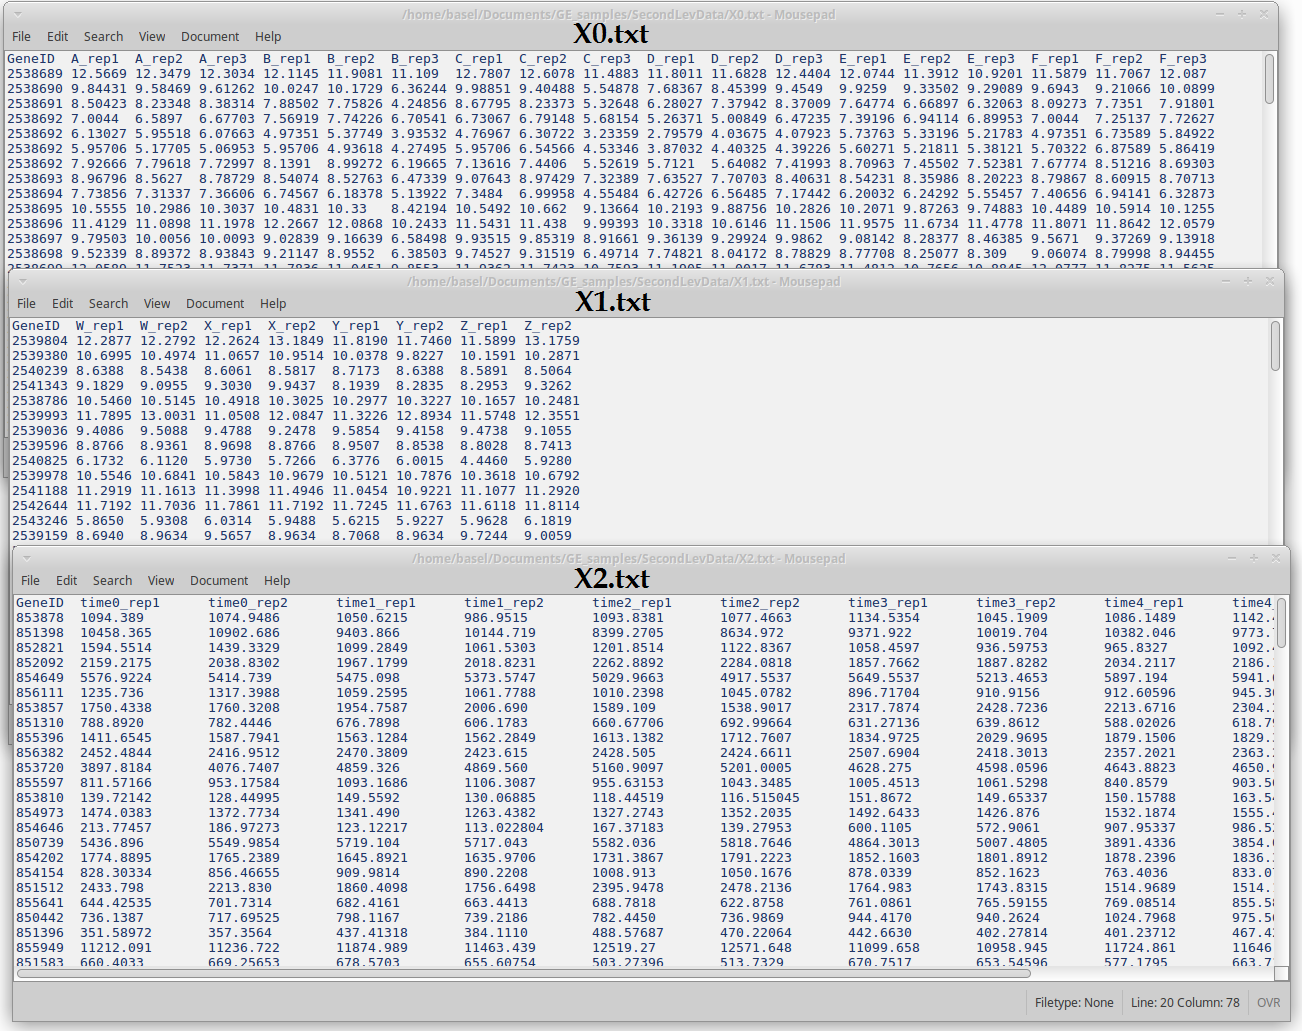 /home/basel/Documents/GE_samples/SecondLevData/X0.txt - Mousepad
File Edit Search View Document Help
X0.txt
GeneID A_rep1 A_rep2 A_rep3 B_rep1 B_rep2 B_rep3 C_rep1 C_rep2 C_rep3 D_rep1 D_rep2 D_rep3 E_rep1 E_rep2 E_rep3 F_rep1 F_rep2 F_rep3
2538689 12.5669 12.3479 12.3034 12.1145 11.9081 11.109 12.7807 12.6078 11.4883 11.8011 11.6828 12.4404 12.0744 11.3912 10.9201 11.5879 11.7067 12.087
2538690 9.84431 9.58469 9.61262 10.0247 10.1729 6.36244 9.98851 9.40488 5.54878 7.68367 8.45399 9.4549 9.9259 9.33502 9.29089 9.6943 9.21066 10.0899
2538691 8.50423 8.23348 8.38314 7.88502 7.75826 4.24856 8.67795 8.23373 5.32648 6.28027 7.37942 8.37009 7.64774 6.66897 6.32063 8.09273 7.7351 7.91801
2538692 7.0044 6.5897 6.67703 7.56919 7.74226 6.70541 6.73067 6.79148 5.68154 5.26371 5.00849 6.47235 7.39196 6.94114 6.89953 7.0044 7.25137 7.72627
2538692 6.13027 5.95518 6.07663 4.97351 5.37749 3.93532 4.76967 6.30722 3.23359 2.79579 4.03675 4.07923 5.73763 5.33196 5.21783 4.97351 6.73589 5.84922
2538692 5.95706 5.17705 5.06953 5.95706 4.93618 4.27495 5.95706 6.54566 4.53346 3.87032 4.40325 4.39226 5.60271 5.21811 5.38121 5.70322 6.87589 5.86419
2538692 7.92666 7.79618 7.72997 8.1391 8.99272 6.19665 7.13616 7.4406 5.52619 5.7121 5.64082 7.41993 8.70963 7.45502 7.52381 7.67774 8.51216 8.69303
2538693 8.96796 8.5627 8.78729 8.54074 8.52763 6.47339 9.07643 8.97429 7.32389 7.63527 7.70703 8.40631 8.54231 8.35986 8.20223 8.79867 8.60915 8.70713
2538694 7.73856 7.31337 7.36606 6.74567 6.18378 5.13922 7.3484 6.99958 4.55484 6.42726 6.56485 7.17442 6.20032 6.24292 5.55457 7.40656 6.94141 6.32873
2538695 10.5555 10.2986 10.3037 10.4831 10.33 8.42194 10.5492 10.662 9.13664 10.2193 9.88756 10.2826 10.2071 9.87263 9.74883 10.4489 10.5914 10.1255
2538696 11.4129 11.0898 11.1978 12.2667 12.0868 10.2433 11.5431 11.438 9.99393 10.3318 10.6146 11.1506 11.9575 11.6734 11.4778 11.8071 11.8642 12.0579
2538697 9.79503 10.0056 10.0093 9.02839 9.16639 6.58498 9.93515 9.85319 8.91661 9.36139 9.29924 9.9862 9.08142 8.28377 8.46385 9.5671 9.37269 9.13918
2538698 9.52339 8.89372 8.93843 9.21147 8.9552 6.38503 9.74527 9.31519 6.49714 7.74821 8.04172 8.78829 8.77708 8.25577 8.309 9.06074 8.79998 8.94455
/home/basel/Documents/GE_samples/SecondLevData/X1.txt - Mousepad
File Edit Search View Document Help
X1.txt
GeneID W_rep1 W_rep2 X_rep1 X_rep2 Y_rep1 Y_rep2 Z_rep1 Z_rep2
2539804 12.2877 12.2792 12.2624 13.1849 11.8190 11.7460 11.5899 13.1759
2539380 10.6995 10.4974 11.0657 10.9514 10.0378 9.8227 10.1591 10.2871
2540239 8.6388 8.5438 8.6061 8.5817 8.7173 8.6388 8.5891 8.5064
2541343 9.1829 9.0955 9.3030 9.9437 8.1939 8.2835 8.2953 9.3262
2538786 10.5460 10.5145 10.4918 10.3025 10.2977 10.3227 10.1657 10.2481
2539993 11.7895 13.0031 11.0508 12.0847 11.3226 12.8934 11.5748 12.3551
2539036 9.4086 9.5088 9.4788 9.2478 9.5854 9.4158 9.4738 9.1055
2539596 8.8766 8.9361 8.9698 8.8766 8.9507 8.8538 8.8028 8.7413
2540825 6.1732 6.1120 5.9730 5.7266 6.3776 6.0015 4.4460 5.9280
2539978 10.5546 10.6841 10.5843 10.9679 10.5121 10.7876 10.3618 10.6792
2541188 11.2919 11.1613 11.3998 11.4946 11.0454 10.9221 11.1077 11.2920
2542644 11.7192 11.7036 11.7861 11.7192 11.7245 11.6763 11.6118 11.8114
2543246 5.8650 5.9308 6.0314 5.9488 5.6215 5.9227 5.9628 6.1819
2539159 8.6940 8.9634 9.5657 8.9634 8.7068 8.9634 9.7244 9.0059
/home/basel/Documents/GE_samples/SecondLevData/X2.txt - Mousepad
File Edit Search View Document Help
X2.txt
GeneID time0_rep1 time0_rep2 time1_rep1 time1_rep2 time2_rep1 time2_rep2 time3_rep1 time3_rep2 time4_rep1 time4_
853878 1094.389 1074.9486 1050.6215 986.9515 1093.8381 1077.4663 1134.5354 1045.1909 1086.1489 1142.
851398 10458.365 10902.686 9403.866 10144.719 8399.2705 8634.972 9371.922 10019.704 10382.046 9773.
852821 1594.5514 1439.3329 1099.2849 1061.5303 1201.8514 1122.8367 1058.4597 936.59753 965.8327 1092.
852092 2159.2175 2038.8302 1967.1799 2018.8231 2262.8892 2284.0818 1857.7662 1887.8282 2034.2117 2186.
854649 5576.9224 5414.739 5475.098 5373.5747 5029.9663 4917.5537 5649.5537 5213.4653 5897.194 5941.
856111 1235.736 1317.3988 1059.2595 1061.7788 1010.2398 1045.0782 896.71704 910.9156 912.60596 945.3
853857 1750.4338 1760.3208 1954.7587 2006.690 1589.109 1538.9017 2317.7874 2428.7236 2213.6716 2304.
851310 788.8920 782.4446 676.7898 606.1783 660.67706 692.99664 631.27136 639.8612 588.02026 618.7
855396 1411.6545 1587.7941 1563.1284 1562.2849 1613.1382 1712.7607 1834.9725 2029.9695 1879.1506 1829.
856382 2452.4844 2416.9512 2470.3809 2423.615 2428.505 2424.6611 2507.6904 2418.3013 2357.2021 2363.
853720 3897.8184 4076.7407 4859.326 4869.560 5160.9097 5201.0005 4628.275 4598.0596 4643.8823 4650.
855597 811.57166 953.17584 1093.1686 1106.3087 955.63153 1043.3485 1005.4513 1061.5298 840.8579 903.5
853810 139.72142 128.44995 149.5592 130.06885 118.44519 116.515045 151.8672 149.65337 150.15788 163.5
854973 1474.0383 1372.7734 1341.490 1263.4382 1327.2743 1352.2035 1492.6433 1426.876 1532.1874 1555.
854646 213.77457 186.97273 123.12217 113.022804 167.37183 139.27953 600.1105 572.9061 907.95337 986.5
850739 5436.896 5549.9854 5719.104 5717.043 5582.036 5818.7646 4864.3013 5007.4805 3891.4336 3854.
854202 1774.8895 1765.2389 1645.8921 1635.9706 1731.3867 1791.2223 1852.1603 1801.8912 1878.2396 1836.
854154 828.30334 856.46655 909.9814 890.2208 1008.913 1050.1676 878.0339 852.1623 763.4036 833.0
851512 2433.798 2213.830 1860.4098 1756.6498 2395.9478 2478.2136 1764.983 1743.8315 1514.9689 1514.
855641 644.42535 701.7314 682.4161 663.4413 688.7818 622.8758 761.0861 765.59155 769.08514 855.5
850442 736.1387 717.69525 798.1167 739.2186 782.4450 736.9869 944.4170 940.2624 1024.7968 975.5
851396 351.58972 357.3564 437.41318 384.1110 488.57687 470.22064 442.6630 402.27814 401.23712 467.4
855949 11212.091 11236.722 11874.989 11463.439 12519.27 12571.648 11099.658 10958.945 11724.861 11646
851583 660.4033 669.25653 678.5703 655.60754 503.27396 513.7329 670.7517 653.54596 577.1795 663.7
Filetype: None Line: 20 Column: 78 OVR